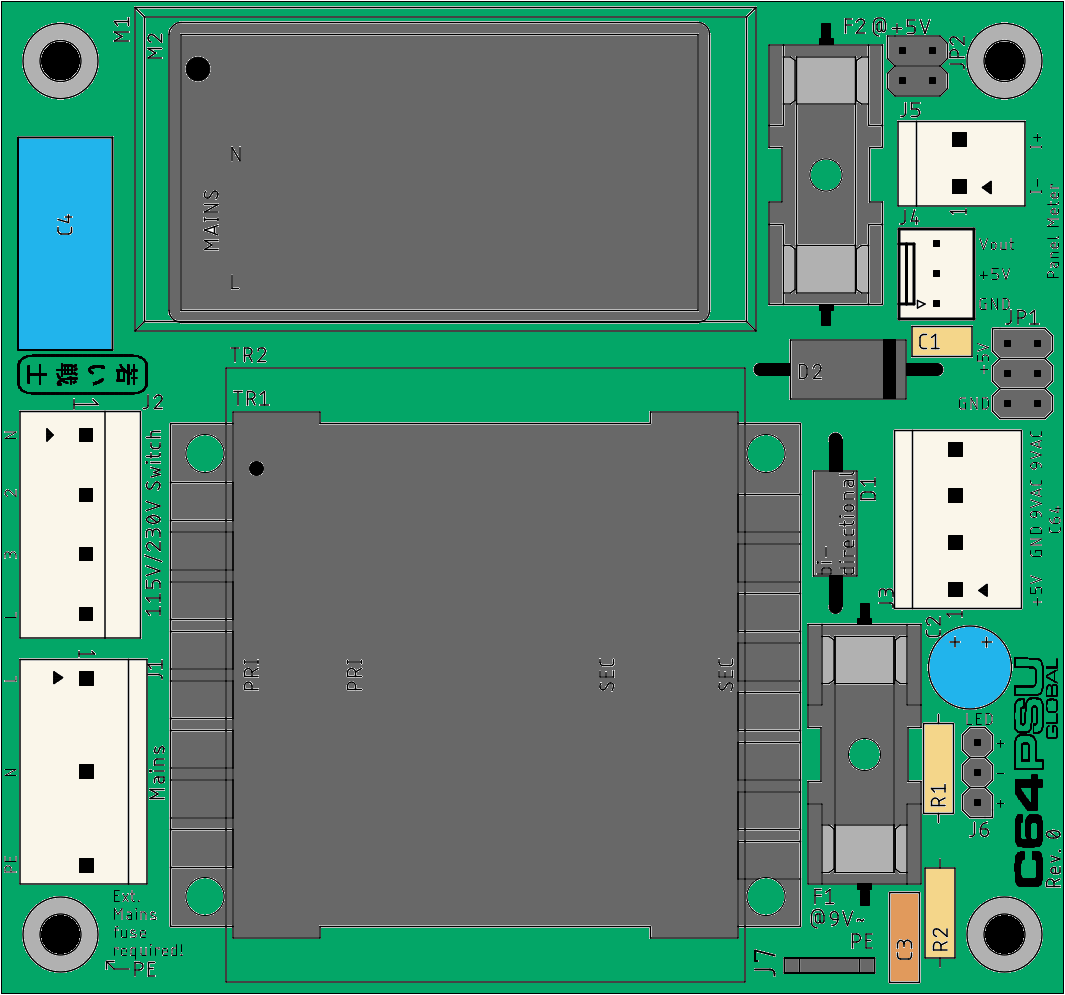 M1
M2
F2 @+5V
JP2
J5
I+
I-
1
Panel Meter
N
MAINS
L
C4
J4
Vout
+5V
GND
JP1
C1
+5V
GND
若い戦士
TR2
TR1
D2
1
J2
N
2
3
L
115V/230V Switch
D1
bi-
directional
9VAC
9VAC
GND
+5V
C64
J3
1
C2
+ +
PRI
PRI
SEC
SEC
1
J1
L
N
PE
Mains
LED
+
-
+
J6
R1
C64 PSU
GLOBAL
Rev. 0
Ext.
Mains
fuse
required!
PE
F1
@9V~
PE
J7
C3
R2